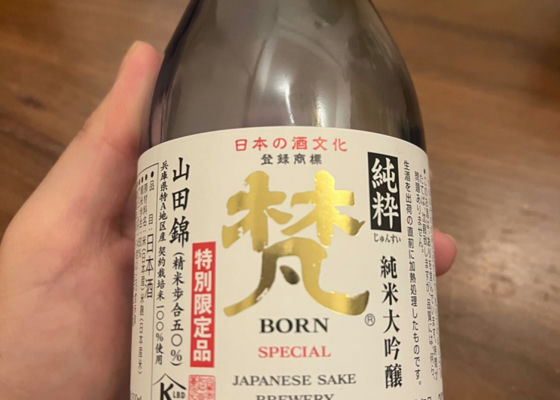 日本の酒文化
登録商標
梵
®
BORN
SPECIAL
JAPANESE SAKE
BREWERY
純粋
じゅんすい
純米大吟醸
生酒を出荷の直前に加熱処理したものです。
特別限定品
山田錦(精米歩合五〇%)
兵庫県特A地区産 契約栽培米一〇〇%使用
日本酒
K LBD